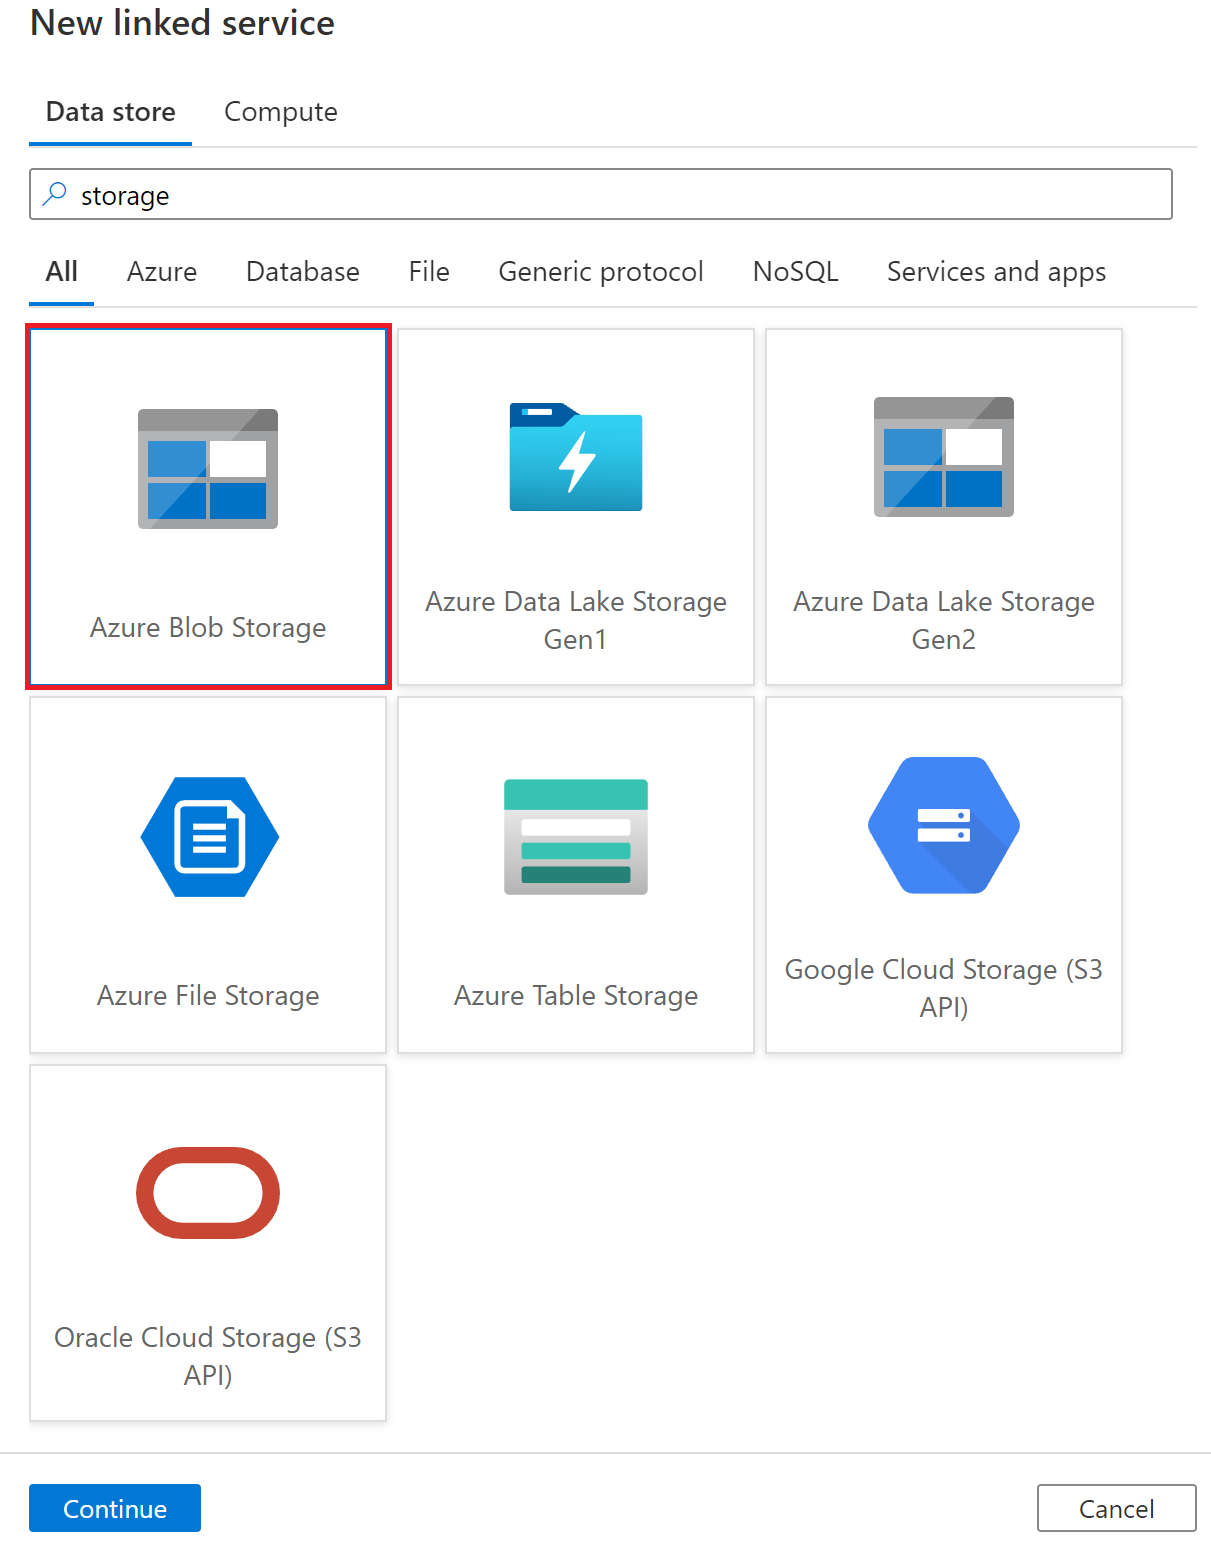 New linked service
Data store
Compute
storage
All
Azure
Database
File
Generic protocol
NoSQL
Services and apps
Azure Blob Storage
Azure Data Lake Storage
Gen1
Azure Data Lake Storage
Gen2
Azure File Storage
Azure Table Storage
Google Cloud Storage (S3
API)
Oracle Cloud Storage (S3
API)
Continue
Cancel